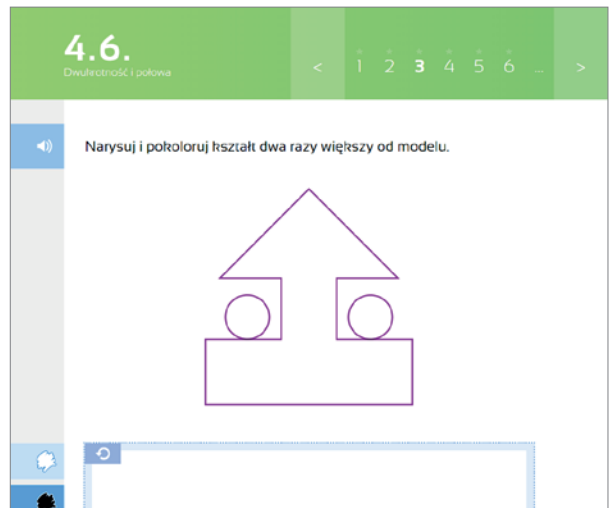 4.6.
Dwukrotność i połowa
< 1 2 3 4 5 6 ... >
Narysuj i pokoloruj kształt dwa razy większy od modelu.